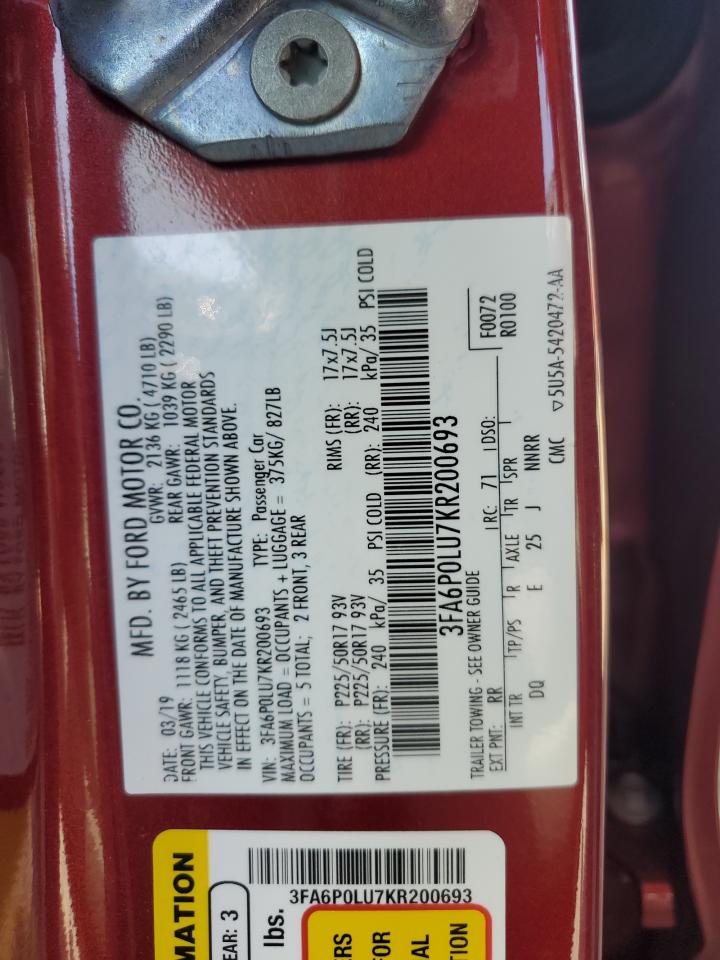 MFD. BY FORD MOTOR CO.
DATE: 03/19 GVWR: 2136 KG ( 4710 LB)
FRONT GAWR: 1118 KG ( 2465 LB) REAR GAWR: 1039 KG ( 2290 LB)
THIS VEHICLE CONFORMS TO ALL APPLICABLE FEDERAL MOTOR
VEHICLE SAFETY, BUMPER, AND THEFT PREVENTION STANDARDS
IN EFFECT ON THE DATE OF MANUFACTURE SHOWN ABOVE.
VIN: 3FA6P0LU7KR200693 TYPE: Passenger Car
MAXIMUM LOAD = OCCUPANTS + LUGGAGE = 375KG/ 827LB
OCCUPANTS = 5 TOTAL; 2 FRONT, 3 REAR
TIRE (FR): P225/50R17 93V RIMS (FR): 17x7.5J
(RR): P225/50R17 93V (RR): 17x7.5J
PRESSURE (FR): 240 kPa/ 35 PSI COLD (RR): 240 kPa/ 35 PSI COLD
3FA6P0LU7KR200693
TRAILER TOWING - SEE OWNER GUIDE F0072
EXT PNT: RR RC: 71 DSO: R0100
INT TR TP/PS R AXLE TR SPR
DQ E 25 J NNRR
CMC ▽5U5A-5420472-AA
MATION
EAR: 3
lbs.
3FA6P0LU7KR200693
ERS
FOR
AL
TION